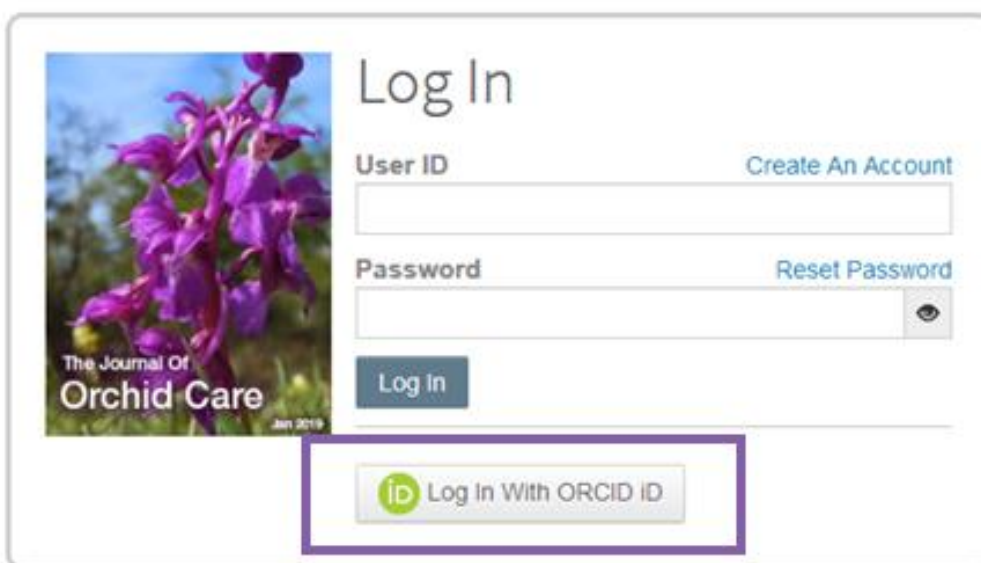 Log In
User ID
Create An Account
Password
Reset Password
The Journal Of
Orchid Care
Jan 2019
Log In
iD Log In With ORCID iD